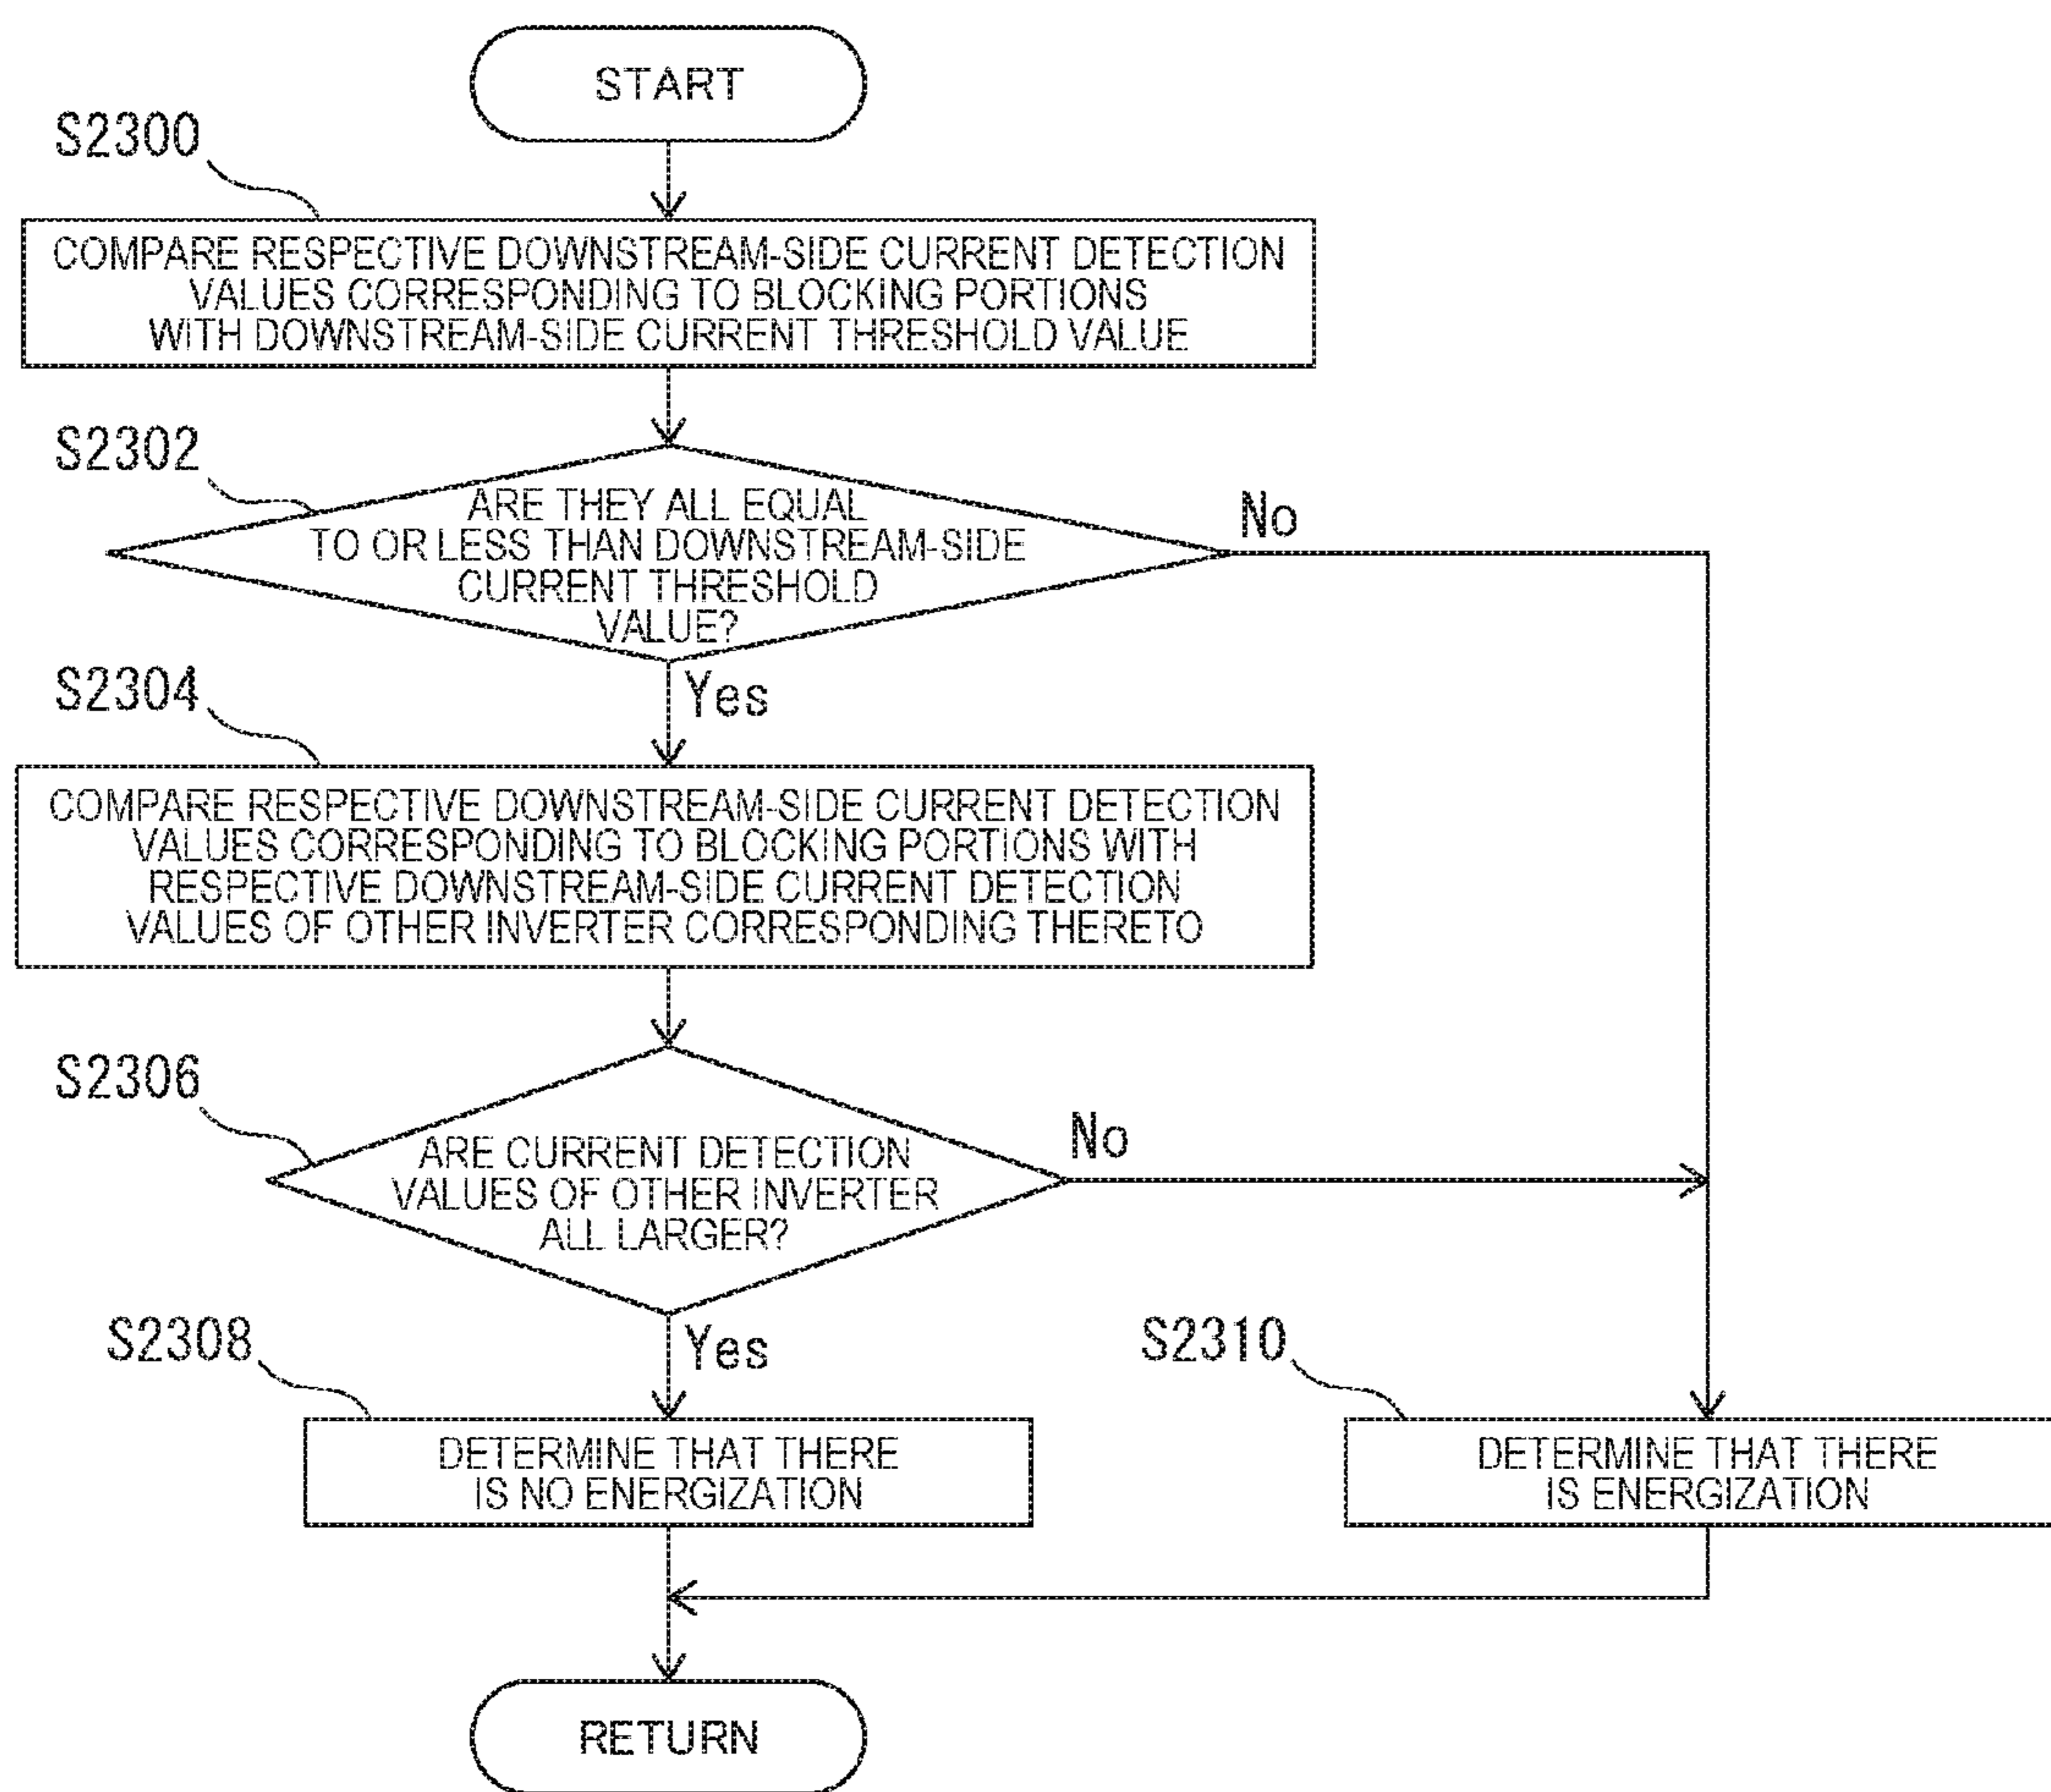 START
S2300
COMPARE RESPECTIVE DOWNSTREAM-SIDE CURRENT DETECTION
VALUES CORRESPONDING TO BLOCKING PORTIONS
WITH DOWNSTREAM-SIDE CURRENT THRESHOLD VALUE
S2302
ARE THEY ALL EQUAL
TO OR LESS THAN DOWNSTREAM-SIDE
CURRENT THRESHOLD
VALUE?
No
Yes
S2304
COMPARE RESPECTIVE DOWNSTREAM-SIDE CURRENT DETECTION
VALUES CORRESPONDING TO BLOCKING PORTIONS WITH
RESPECTIVE DOWNSTREAM-SIDE CURRENT DETECTION
VALUES OF OTHER INVERTER CORRESPONDING THERETO
S2306
ARE CURRENT DETECTION
VALUES OF OTHER INVERTER
ALL LARGER?
No
Yes
S2308
DETERMINE THAT THERE
IS NO ENERGIZATION
S2310
DETERMINE THAT THERE
IS ENERGIZATION
RETURN